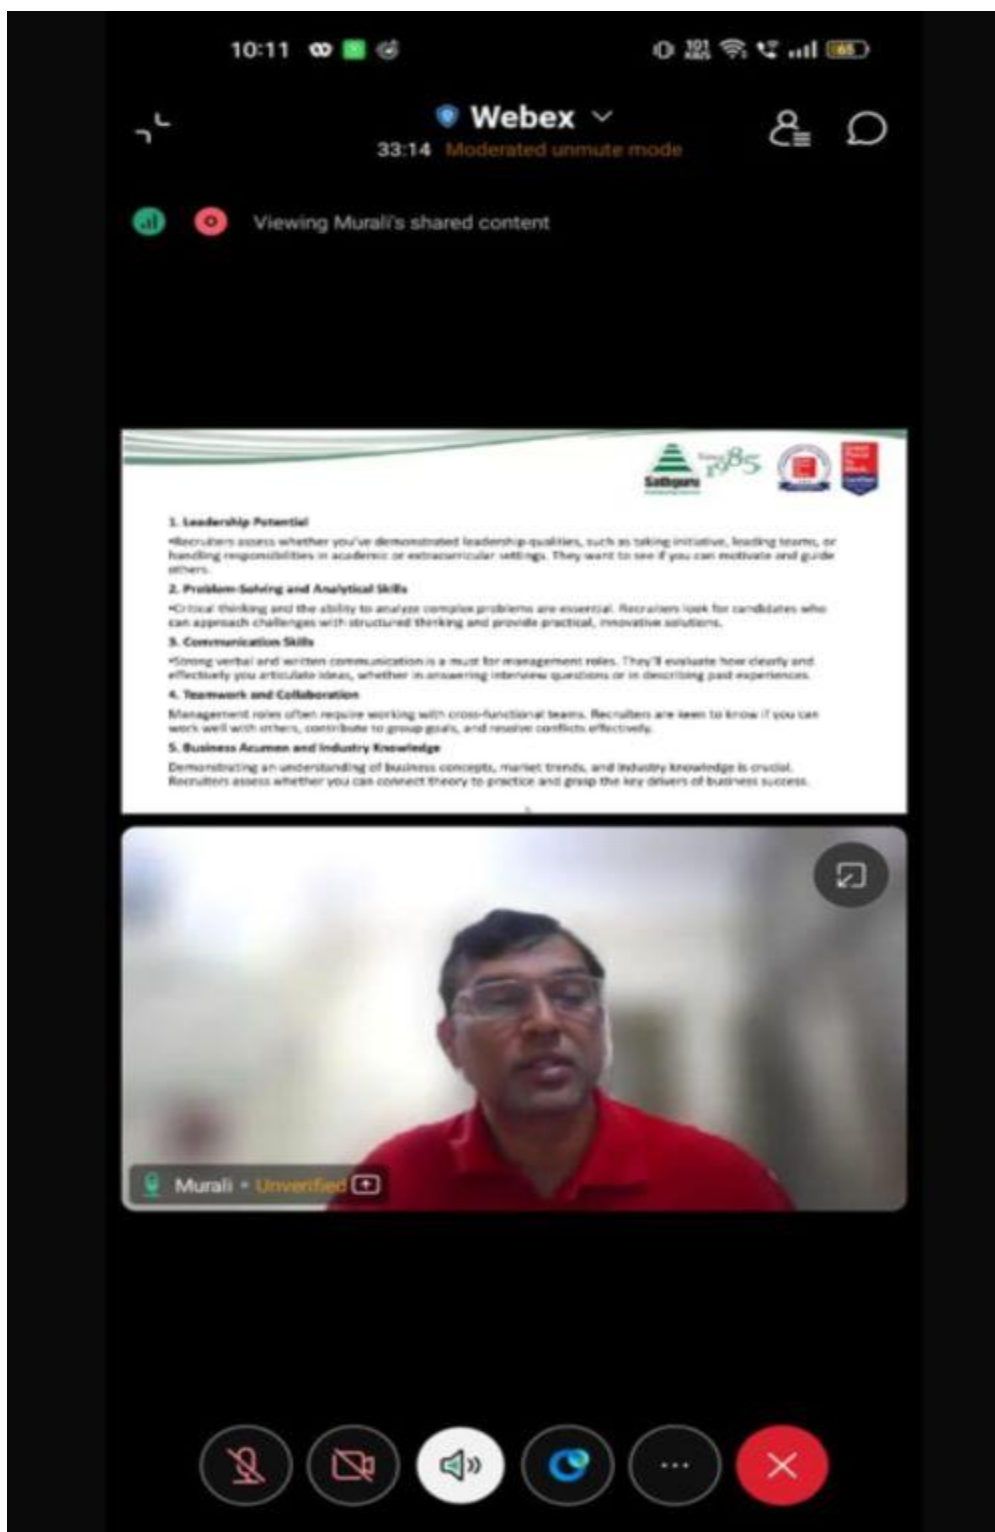 10:11
101
KB/S
65
Webex
33:14 Moderated unmute mode
Viewing Murali's shared content
Sathguru
Since 1985
1. Leadership Potential
•Recruiters assess whether you've demonstrated leadership qualities, such as taking initiative, leading teams, or
handling responsibilities in academic or extracurricular settings. They want to see if you can motivate and guide
others.
2. Problem-Solving and Analytical Skills
•Critical thinking and the ability to analyze complex problems are essential. Recruiters look for candidates who
can approach challenges with structured thinking and provide practical, innovative solutions.
3. Communication Skills
•Strong verbal and written communication is a must for management roles. They'll evaluate how clearly and
effectively you articulate ideas, whether in answering interview questions or in describing past experiences.
4. Teamwork and Collaboration
Management roles often require working with cross-functional teams. Recruiters are keen to know if you can
work well with others, contribute to group goals, and resolve conflicts effectively.
5. Business Acumen and Industry Knowledge
Demonstrating an understanding of business concepts, market trends, and industry knowledge is crucial.
Recruiters assess whether you can connect theory to practice and grasp the key drivers of business success.
Murali • Unverified